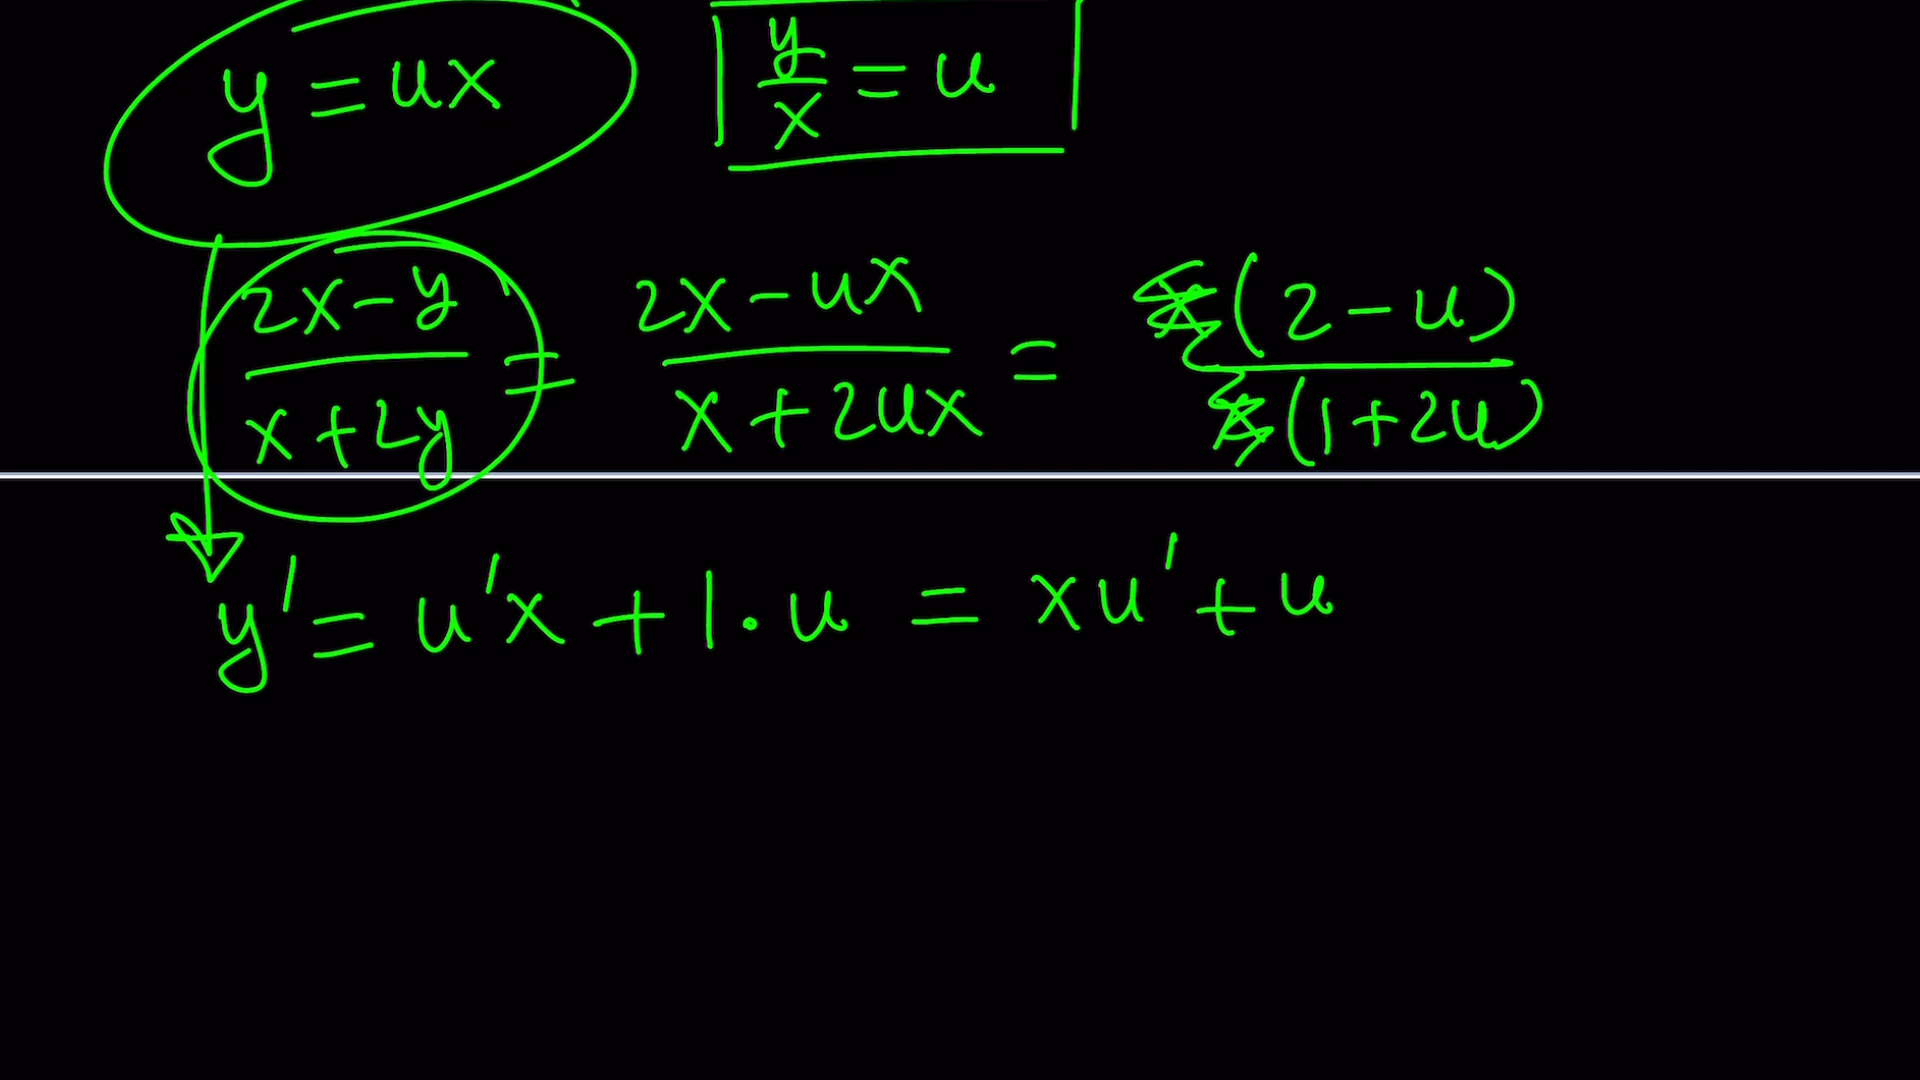 y = ux y/x = u
(2x - y)/(x + 2y) = (2x - ux)/(x + 2ux) = x(2 - u)/x(1 + 2u)
y' = u'x + 1 · u = xu' + u